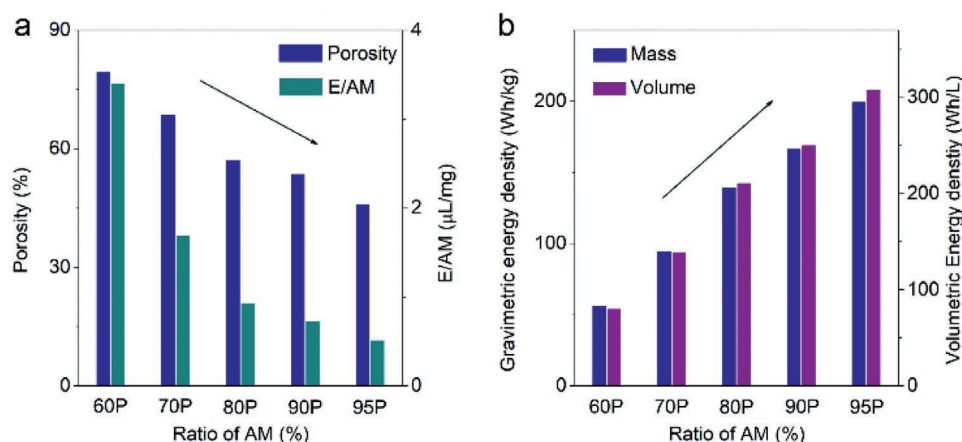 a
90
60
30
0
Porosity (%)
Porosity
E/AM
4
2
0
E/AM (μL/mg)
60P 70P 80P 90P 95P
Ratio of AM (%)
b
200
100
0
Gravimetric energy density (Wh/kg)
Mass
Volume
300
200
100
0
Volumetric Energy denstiy (Wh/L)
60P 70P 80P 90P 95P
Ratio of AM (%)